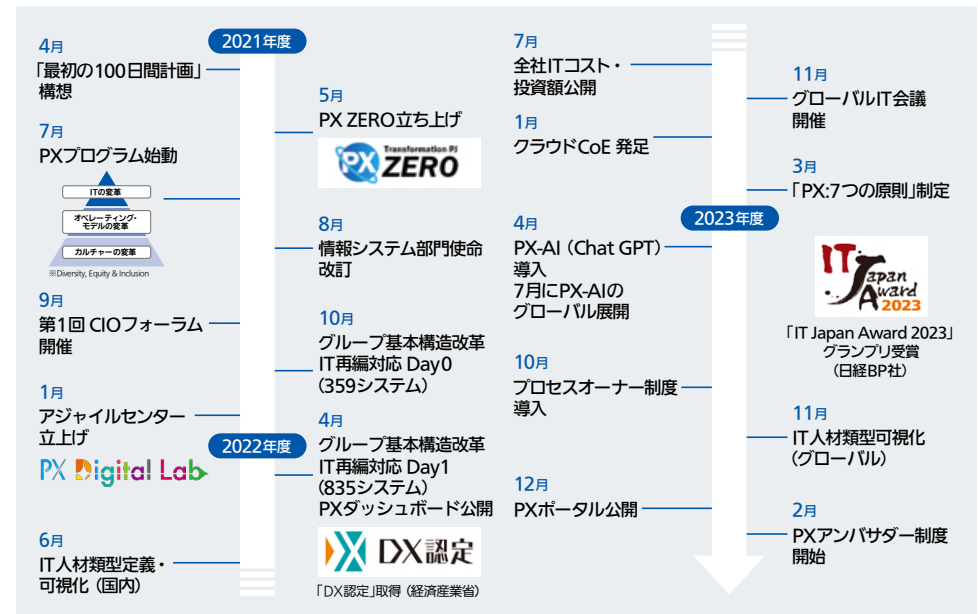 2021年度
4月
「最初の100日間計画」
構想
5月
PX ZERO立ち上げ
Transformation PJ
PX ZERO
7月
PXプログラム始動
ITの変革
オペレーティング・
モデルの変革
カルチャーの変革
※Diversity, Equity & Inclusion
8月
情報システム部門使命
改訂
9月
第1回 CIOフォーラム
開催
10月
グループ基本構造改革
IT再編対応 Day0
(359システム)
1月
アジャイルセンター
立上げ
PX Digital Lab
2022年度
4月
グループ基本構造改革
IT再編対応 Day1
(835システム)
PXダッシュボード公開
DX認定
「DX認定」取得(経済産業省)
6月
IT人材類型定義・
可視化(国内)
7月
全社ITコスト・
投資額公開
11月
グローバルIT会議
開催
1月
クラウドCoE 発足
3月
「PX:7つの原則」制定
2023年度
4月
PX-AI(Chat GPT)
導入
7月にPX-AIの
グローバル展開
IT Japan
Award
2023
「IT Japan Award 2023」
グランプリ受賞
(日経BP社)
10月
プロセスオーナー制度
導入
11月
IT人材類型可視化
(グローバル)
12月
PXポータル公開
2月
PXアンバサダー制度
開始